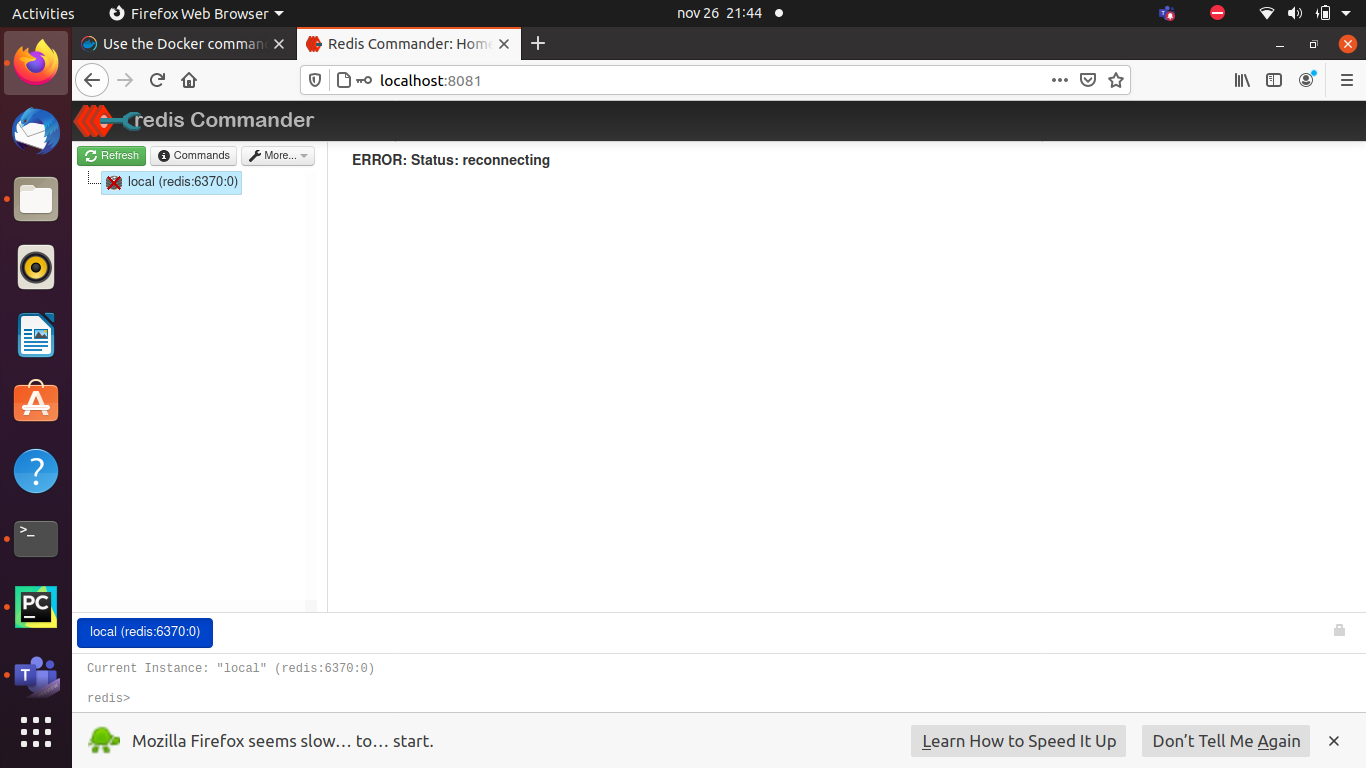 Activities
Firefox Web Browser
nov 26 21:44
Use the Docker comman
Redis Commander: Home
localhost:8081
redis Commander
Refresh
Commands
More...
local (redis:6370:0)
ERROR: Status: reconnecting
local (redis:6370:0)
Current Instance: "local" (redis:6370:0)
redis>
Mozilla Firefox seems slow… to… start.
Learn How to Speed It Up
Don’t Tell Me Again
>_
PC
T